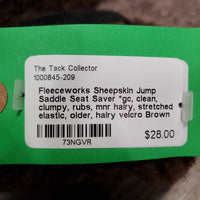 The Tack Collector
1000845-209
Fleeceworks Sheepskin Jump
Saddle Seat Saver *gc, clean,
clumpy, rubs, mnr hairy, stretched
elastic, older, hairy velcro Brown
$28.00
73NGVR